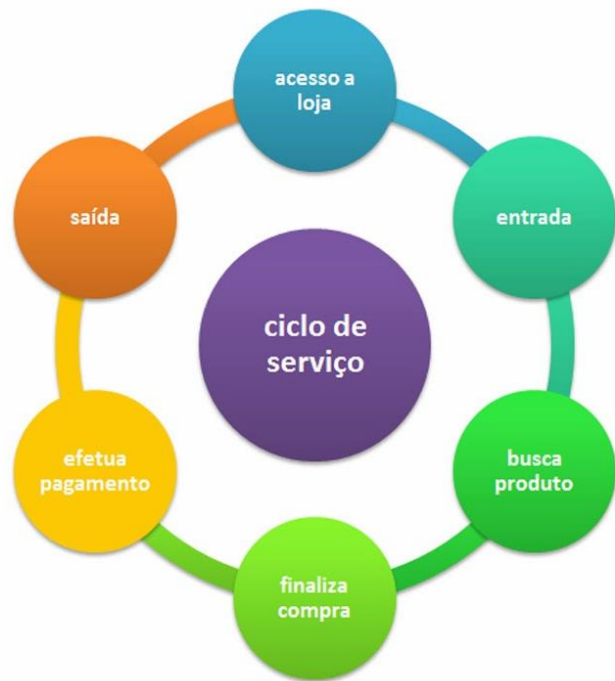 acesso a
loja
entrada
busca
produto
finaliza
compra
efetua
pagamento
saída
ciclo de
serviço